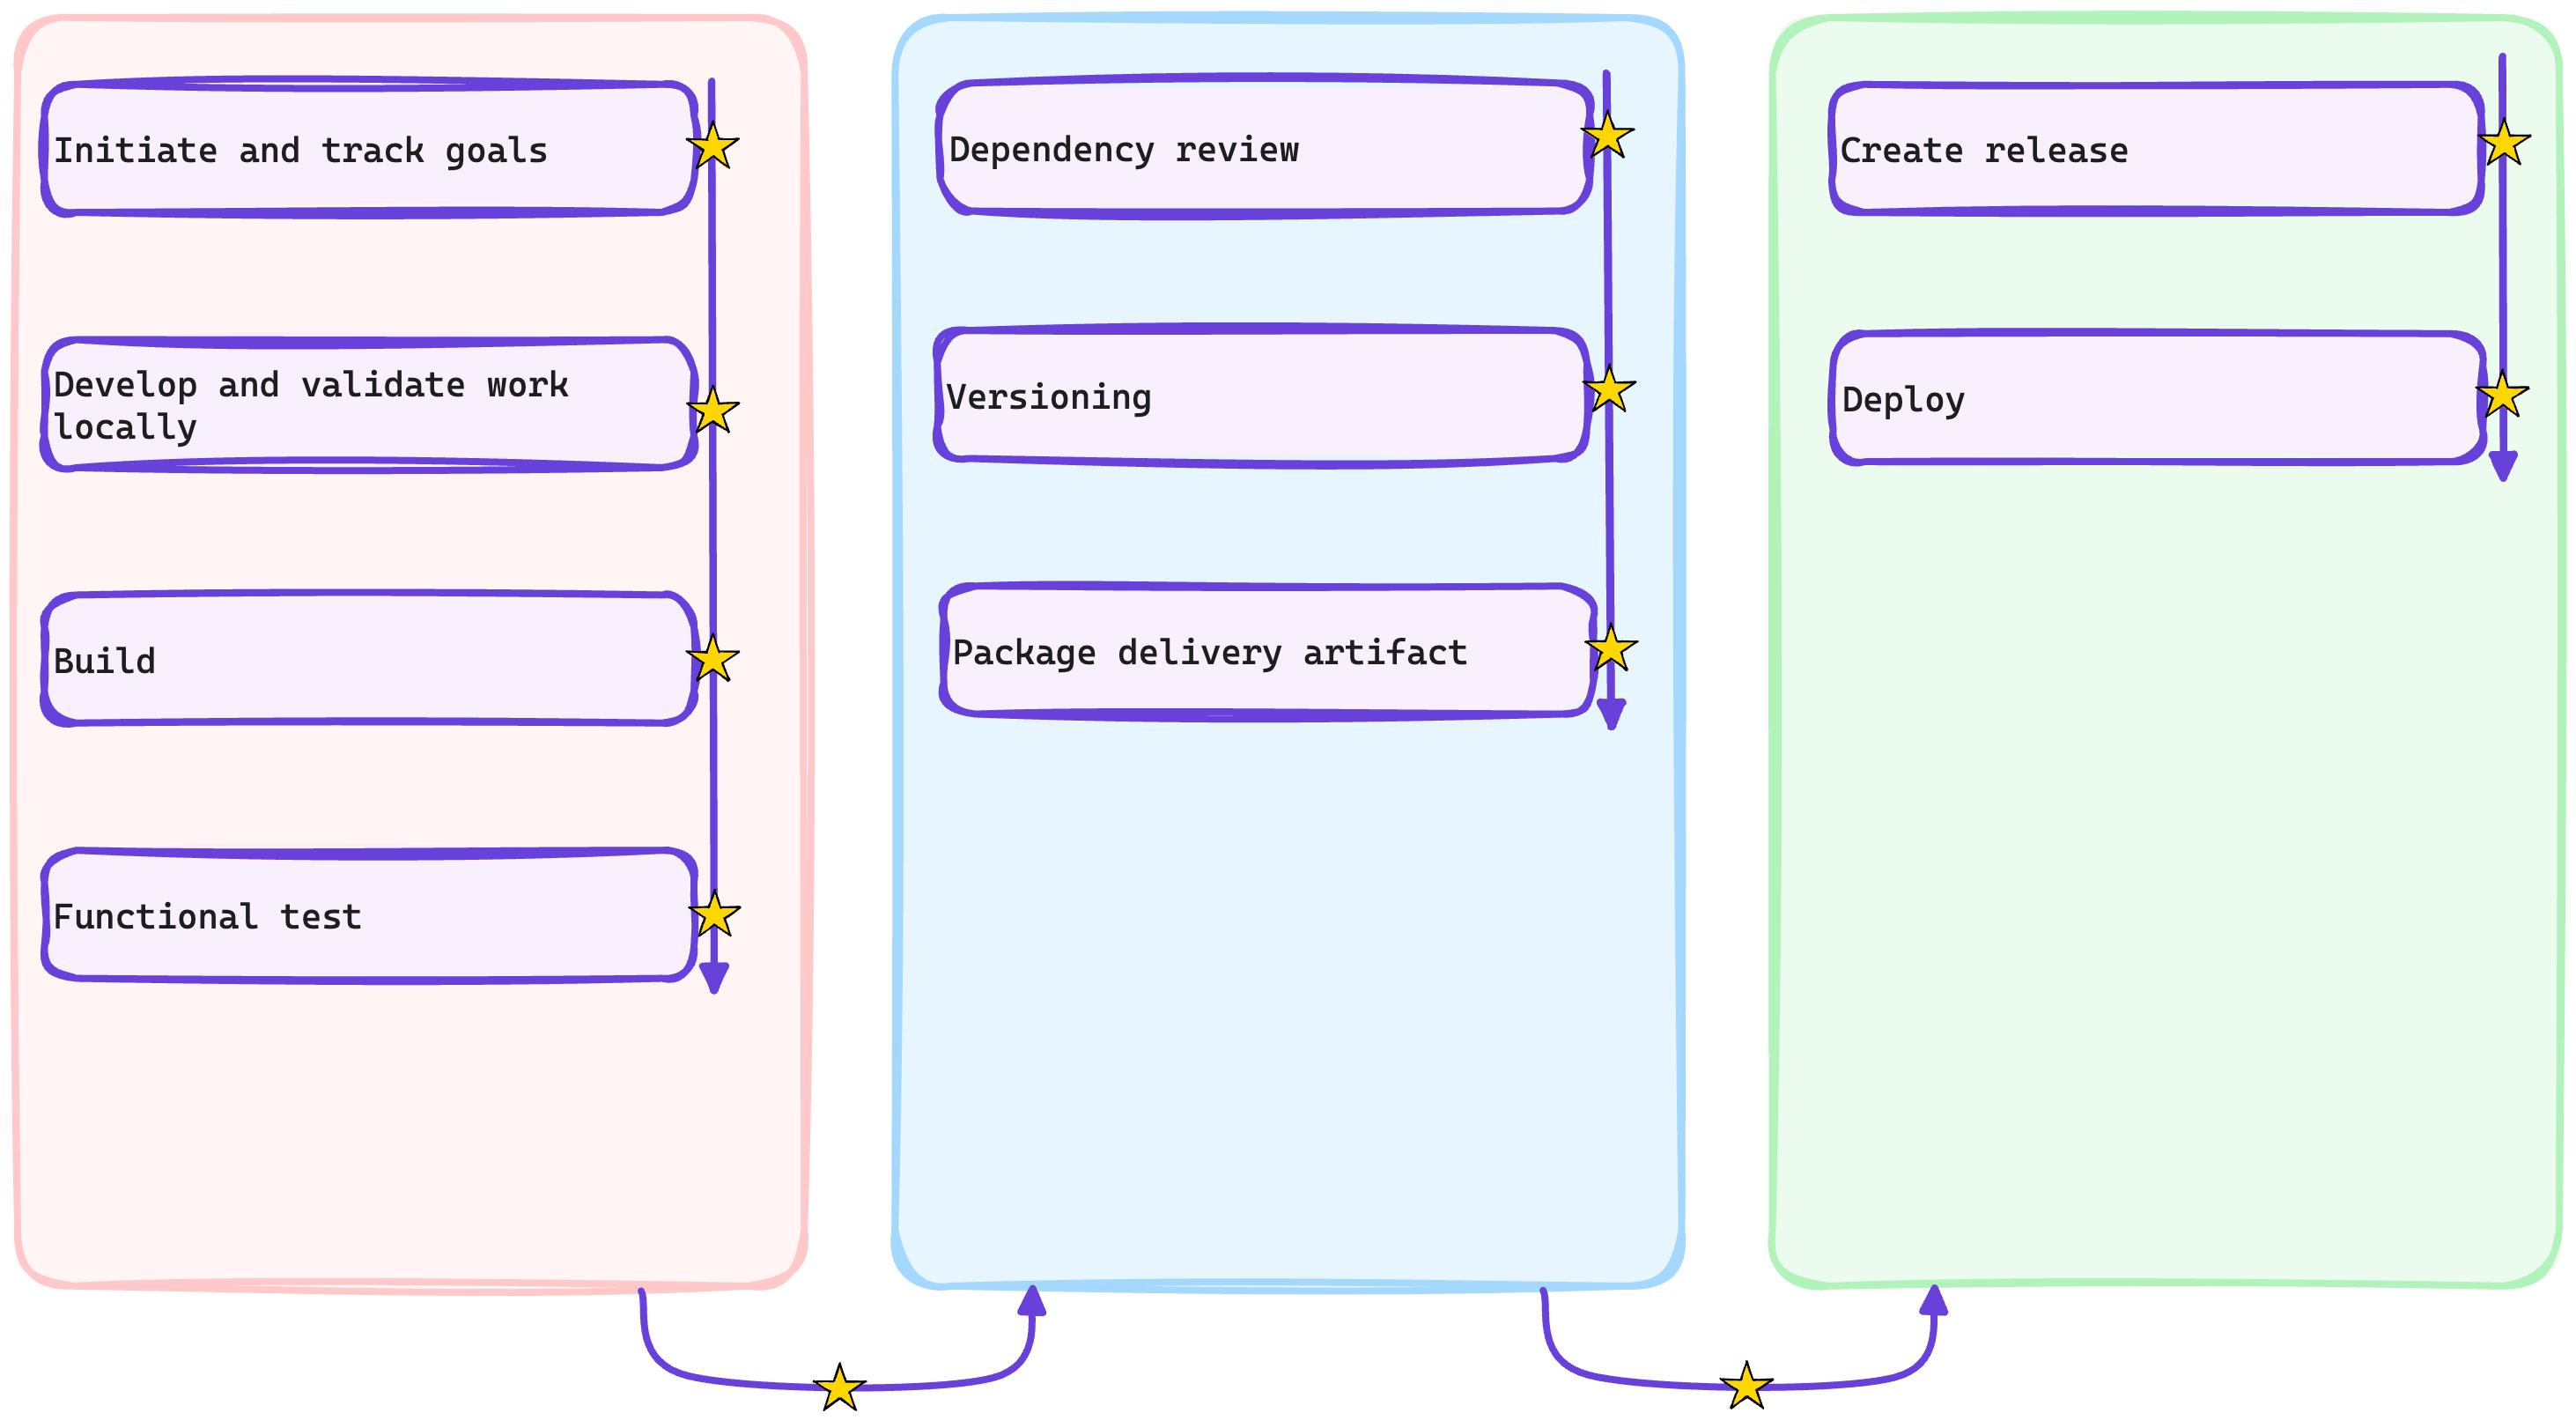 Initiate and track goals
Develop and validate work
locally
Build
Functional test
Dependency review
Versioning
Package delivery artifact
Create release
Deploy